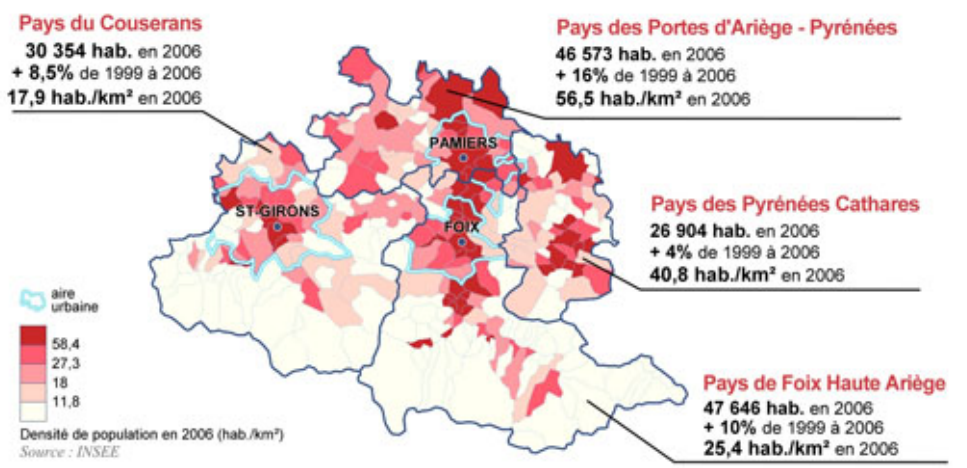 Pays du Couserans
30 354 hab. en 2006
+ 8,5% de 1999 à 2006
17,9 hab./km² en 2006
Pays des Portes d'Ariège - Pyrénées
46 573 hab. en 2006
+ 16% de 1999 à 2006
56,5 hab./km² en 2006
PAMIERS
ST-GIRONS
FOIX
Pays des Pyrénées Cathares
26 904 hab. en 2006
+ 4% de 1999 à 2006
40,8 hab./km² en 2006
aire
urbaine
58,4
27,3
18
11,8
Densité de population en 2006 (hab./km²)
Source : INSEE
Pays de Foix Haute Ariège
47 646 hab. en 2006
+ 10% de 1999 à 2006
25,4 hab./km² en 2006